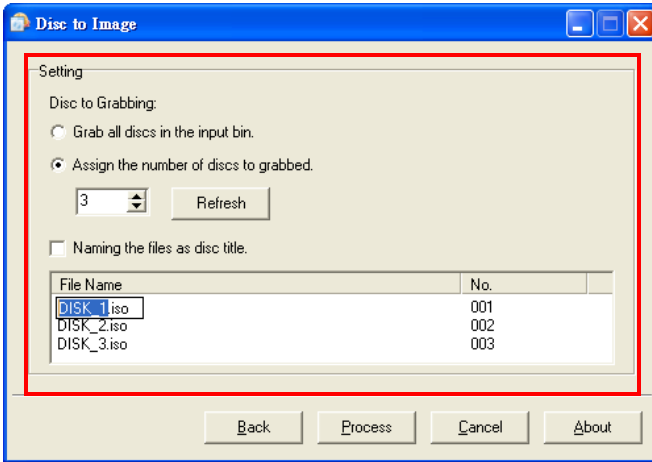 Disc to Image
Setting
Disc to Grabbing:
Grab all discs in the input bin.
Assign the number of discs to grabbed.
3 Refresh
Naming the files as disc title.
File Name No.
DISK_1.iso 001
DISK_2.iso 002
DISK_3.iso 003
Back Process Cancel About